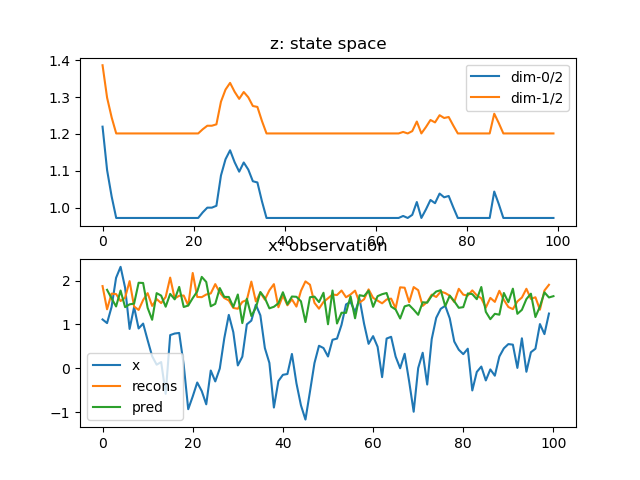 z: state space
1.4
1.3
1.2
1.1
1.0
dim-0/2
dim-1/2
0 20 40 60 80 100
x: observation
2
1
0
−1
x
recons
pred
0 20 40 60 80 100